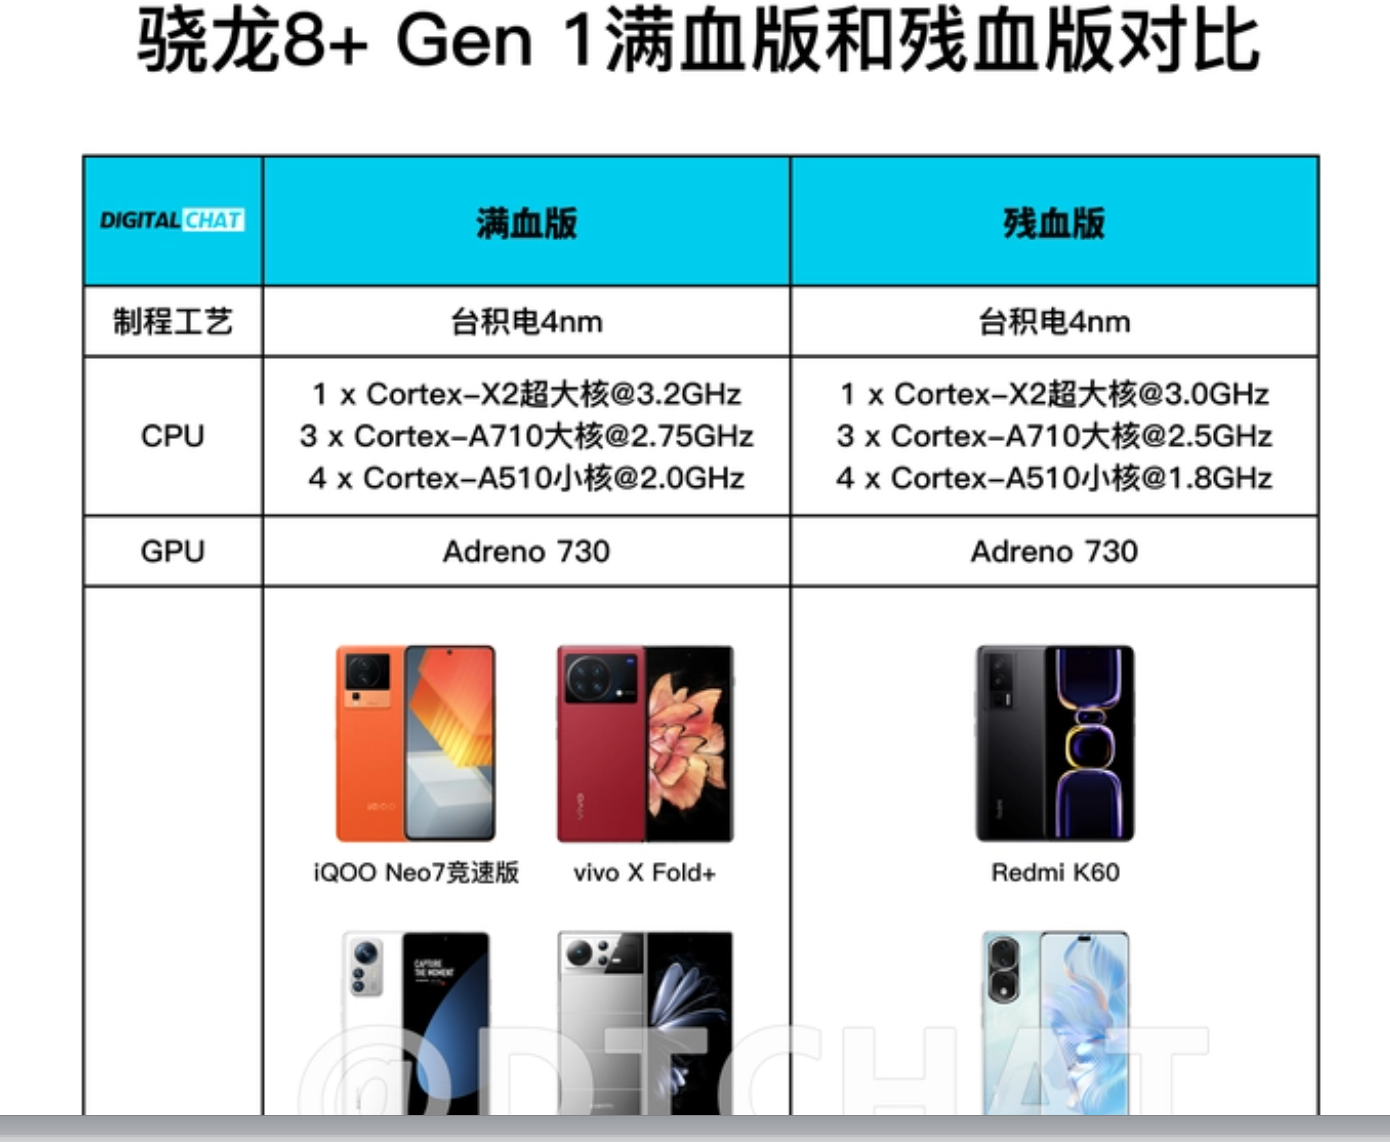 骁龙8+ Gen 1满血版和残血版对比
DIGITAL CHAT
满血版
残血版
制程工艺
台积电4nm
台积电4nm
CPU
1 x Cortex-X2超大核@3.2GHz
3 x Cortex-A710大核@2.75GHz
4 x Cortex-A510小核@2.0GHz
1 x Cortex-X2超大核@3.0GHz
3 x Cortex-A710大核@2.5GHz
4 x Cortex-A510小核@1.8GHz
GPU
Adreno 730
Adreno 730
iQOO
vivo
Redmi
iQOO Neo7竞速版
vivo X Fold+
Redmi K60
CAPTURE
THE MOMENT
@DTCHAT